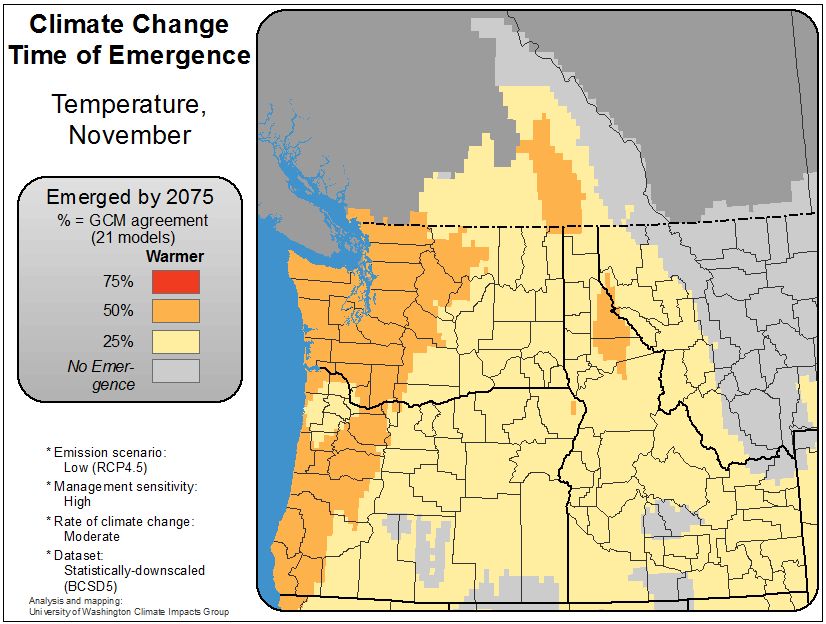 Climate Change
Time of Emergence
Temperature,
November
Emerged by 2075
% = GCM agreement
(21 models)
Warmer
75%
50%
25%
No Emer-
gence
* Emission scenario:
Low (RCP4.5)
* Management sensitivity:
High
* Rate of climate change:
Moderate
* Dataset:
Statistically-downscaled
(BCSD5)
Analysis and mapping:
University of Washington Climate Impacts Group